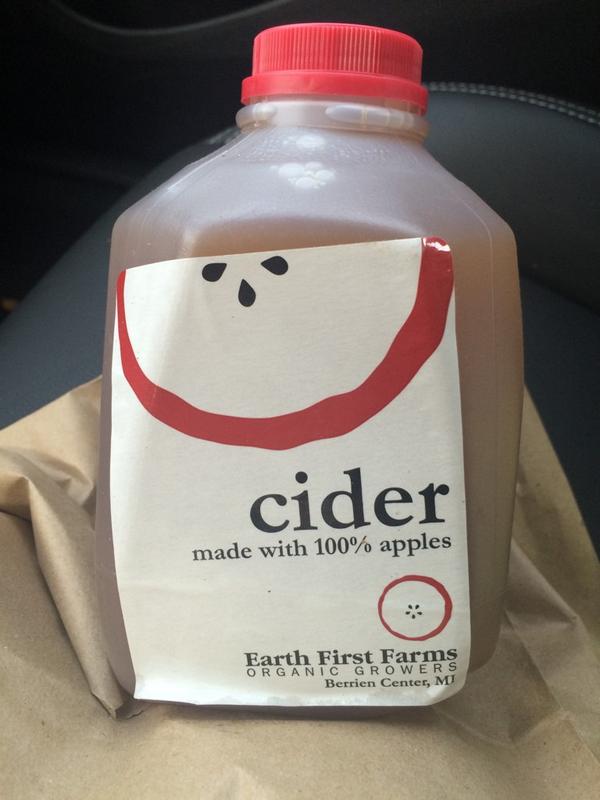 cider
made with 100% apples
Earth First Farms
ORGANIC GROWERS
Berrien Center, MI